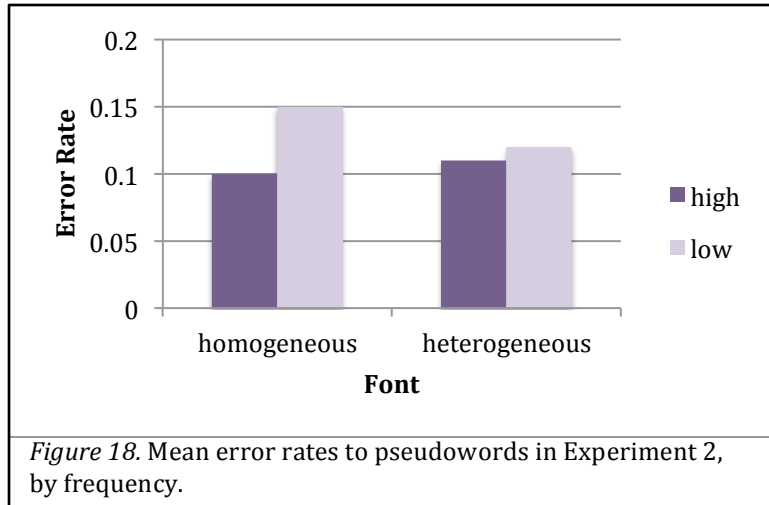 0.2
0.15
0.1
0.05
0
Error Rate
homogeneous heterogeneous
Font
high
low
Figure 18. Mean error rates to pseudowords in Experiment 2,
by frequency.